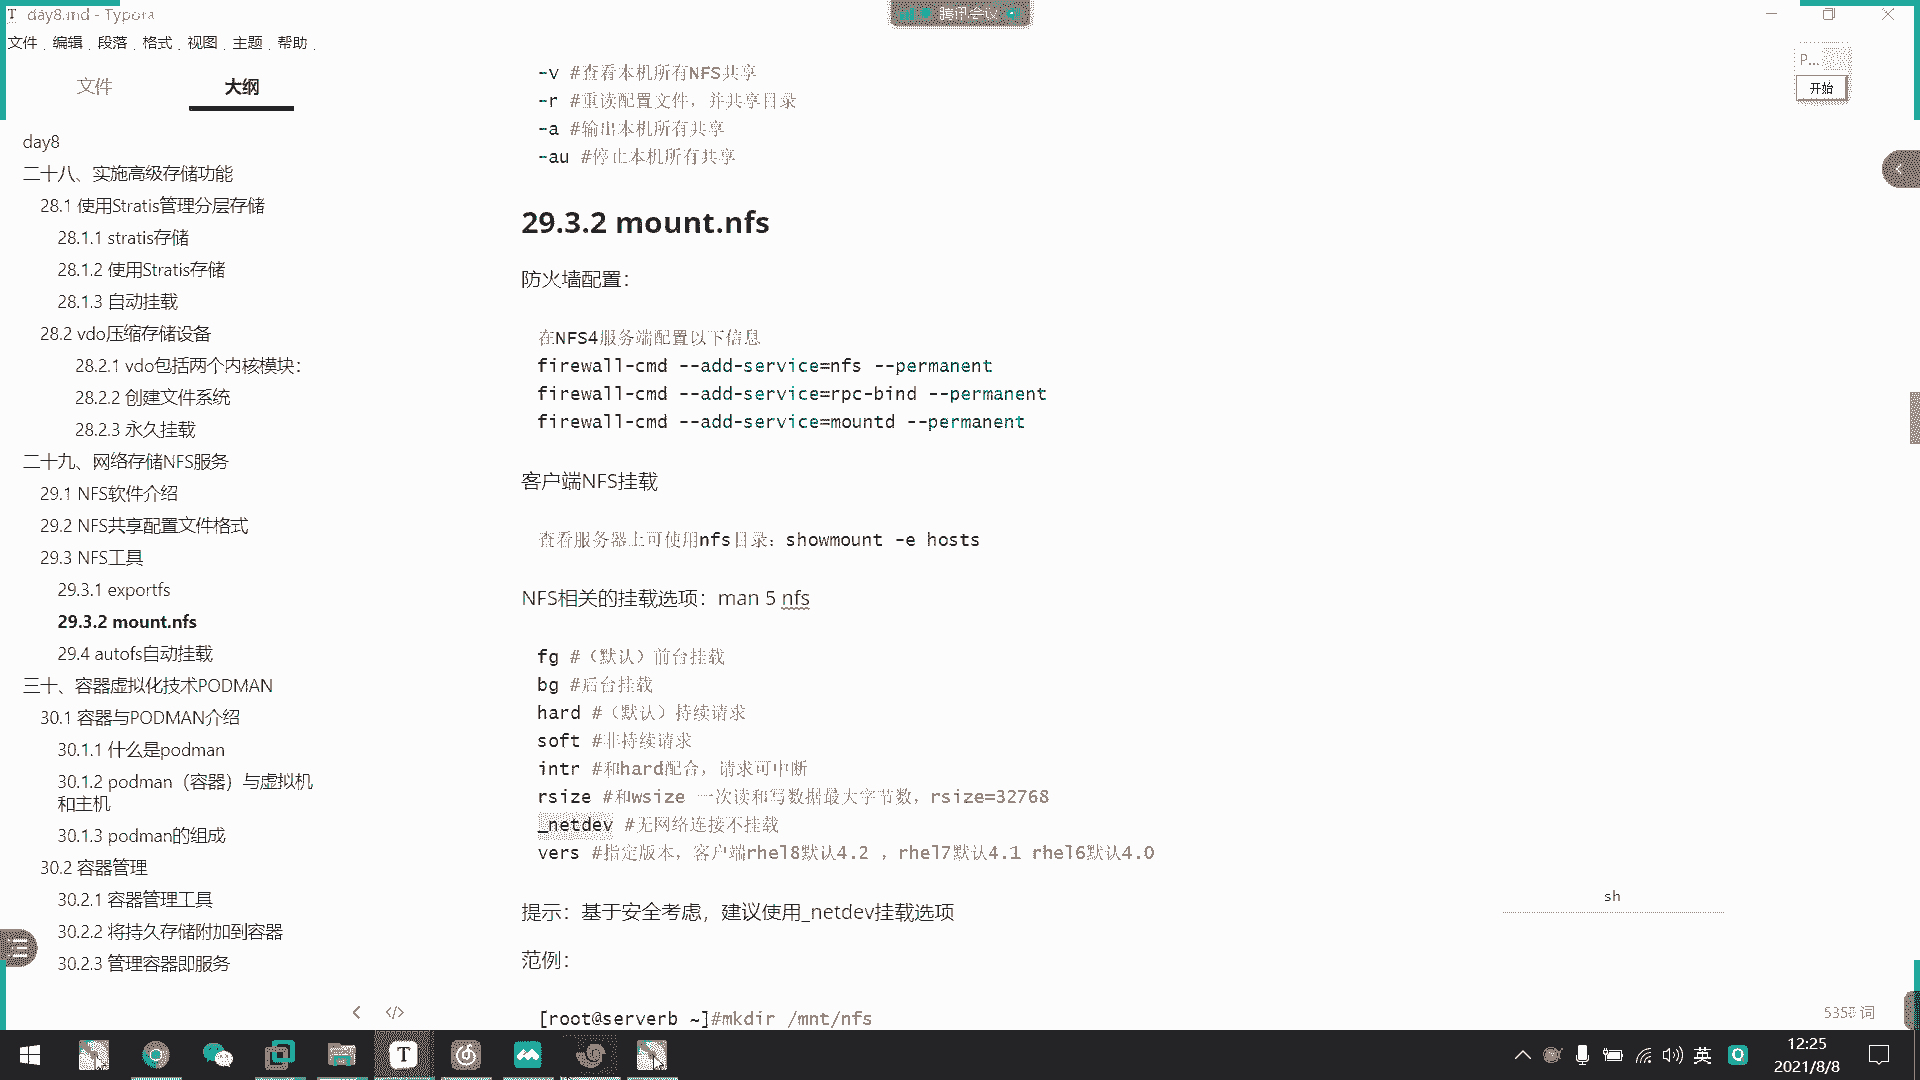 day8.md - Typora
腾讯会议
文件 编辑 段落 格式 视图 主题 帮助
文件 大纲
P...
开始
day8
二十八、实施高级存储功能
28.1 使用Stratis管理分层存储
28.1.1 stratis存储
28.1.2 使用Stratis存储
28.1.3 自动挂载
28.2 vdo压缩存储设备
28.2.1 vdo包括两个内核模块：
28.2.2 创建文件系统
28.2.3 永久挂载
二十九、网络存储NFS服务
29.1 NFS软件介绍
29.2 NFS共享配置文件格式
29.3 NFS工具
29.3.1 exportfs
29.3.2 mount.nfs
29.4 autofs自动挂载
三十、容器虚拟化技术PODMAN
30.1 容器与PODMAN介绍
30.1.1 什么是podman
30.1.2 podman（容器）与虚拟机
和主机
30.1.3 podman的组成
30.2 容器管理
30.2.1 容器管理工具
30.2.2 将持久存储附加到容器
30.2.3 管理容器即服务
-v #查看本机所有NFS共享
-r #重读配置文件，并共享目录
-a #输出本机所有共享
-au #停止本机所有共享
29.3.2 mount.nfs
防火墙配置：
在NFS4服务端配置以下信息
firewall-cmd --add-service=nfs --permanent
firewall-cmd --add-service=rpc-bind --permanent
firewall-cmd --add-service=mountd --permanent
客户端NFS挂载
查看服务器上可使用nfs目录：showmount -e hosts
NFS相关的挂载选项：man 5 nfs
fg #（默认）前台挂载
bg #后台挂载
hard #（默认）持续请求
soft #非持续请求
intr #和hard配合，请求可中断
rsize #和wsize 一次读和写数据最大字节数，rsize=32768
_netdev #无网络连接不挂载
vers #指定版本，客户端rhel8默认4.2 ，rhel7默认4.1 rhel6默认4.0
sh
提示：基于安全考虑，建议使用_netdev挂载选项
范例：
[root@serverb ~]#mkdir /mnt/nfs
</> 
词
英
12:25
2021/8/8